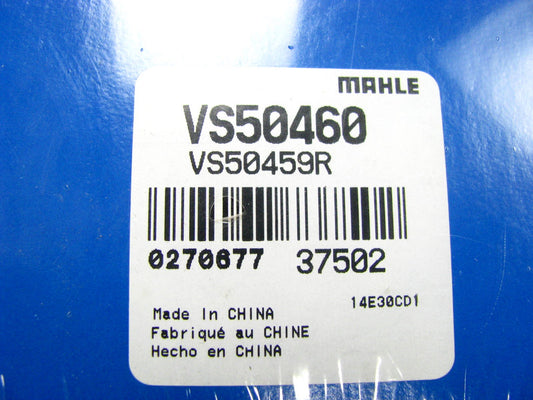 MAHLE
VS50460
VS50459R
0270677 37502
14E30CD1
Made In CHINA
Fabriqué au CHINE
Hecho en CHINA